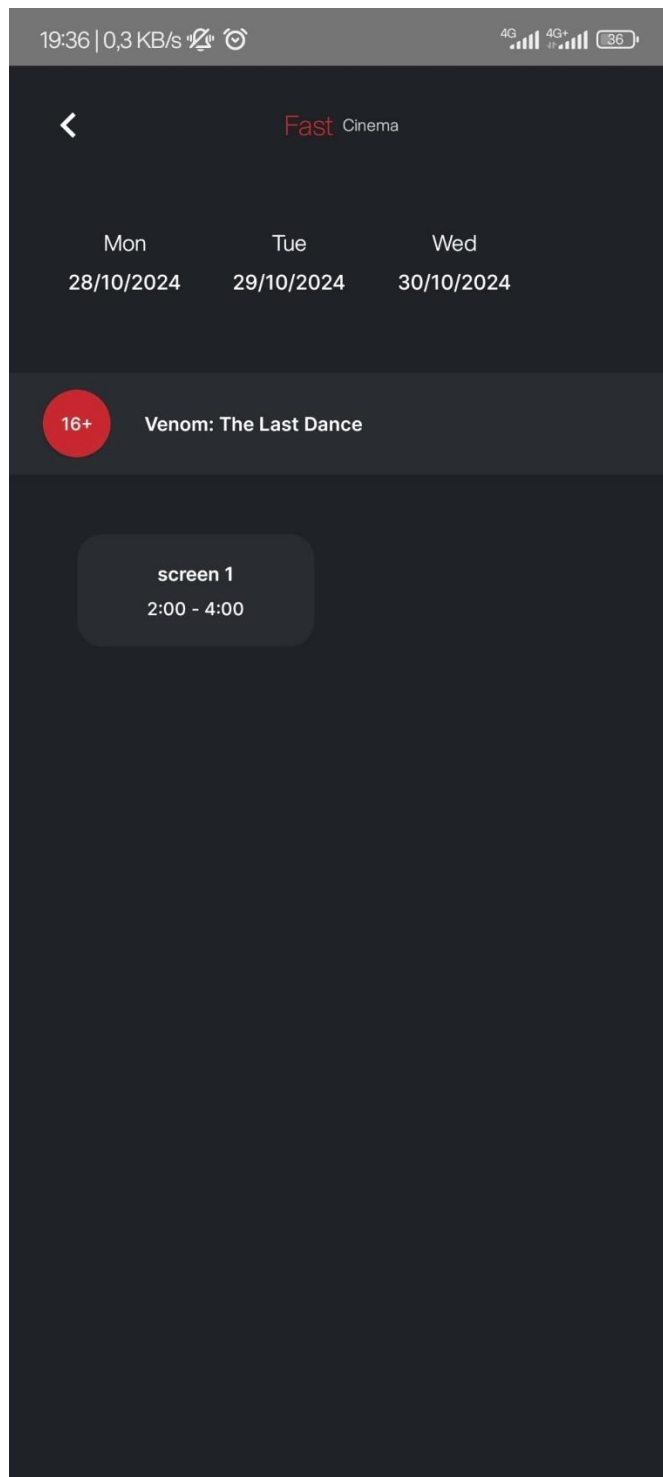 19:36 | 0,3 KB/s 4G 4G+ 36
Fast Cinema
Mon Tue Wed
28/10/2024 29/10/2024 30/10/2024
16+ Venom: The Last Dance
screen 1
2:00 - 4:00